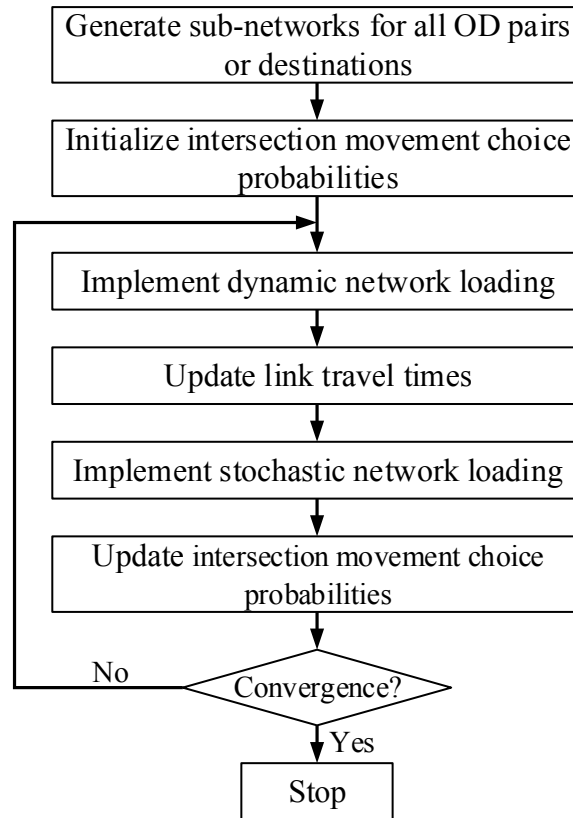 Generate sub-networks for all OD pairs
or destinations
Initialize intersection movement choice
probabilities
Implement dynamic network loading
Update link travel times
Implement stochastic network loading
Update intersection movement choice
probabilities
Convergence?
No
Yes
Stop